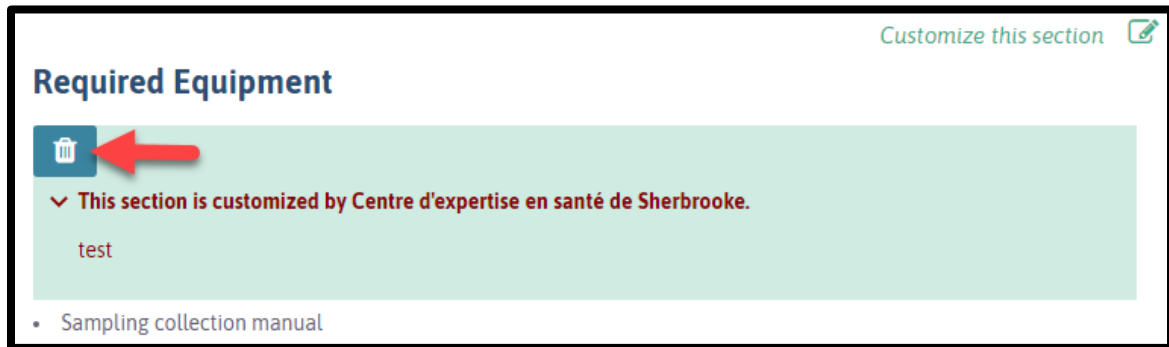 Customize this section
Required Equipment
This section is customized by Centre d'expertise en santé de Sherbrooke.
test
• Sampling collection manual